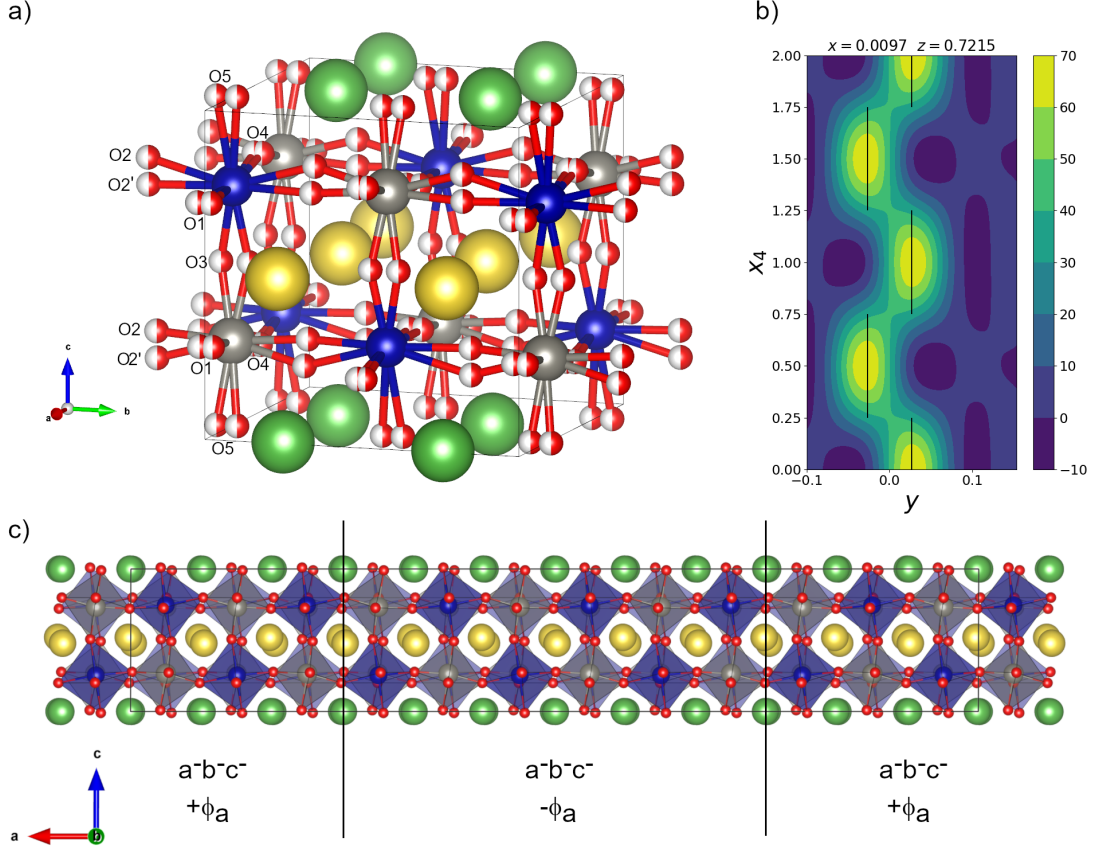 a)
O5
O4
O2
O2'
O1
O3
O2
O2'
O1
O4
O5
c
b
a
b)
x = 0.0097 z = 0.7215
2.00
1.75
1.50
1.25
1.00
0.75
0.50
0.25
0.00
x4
−0.1
0.0
0.1
y
70
60
50
40
30
20
10
0
−10
c)
a⁻b⁻c⁻
a⁻b⁻c⁻
a⁻b⁻c⁻
+ϕa
-ϕa
+ϕa
c
a
b